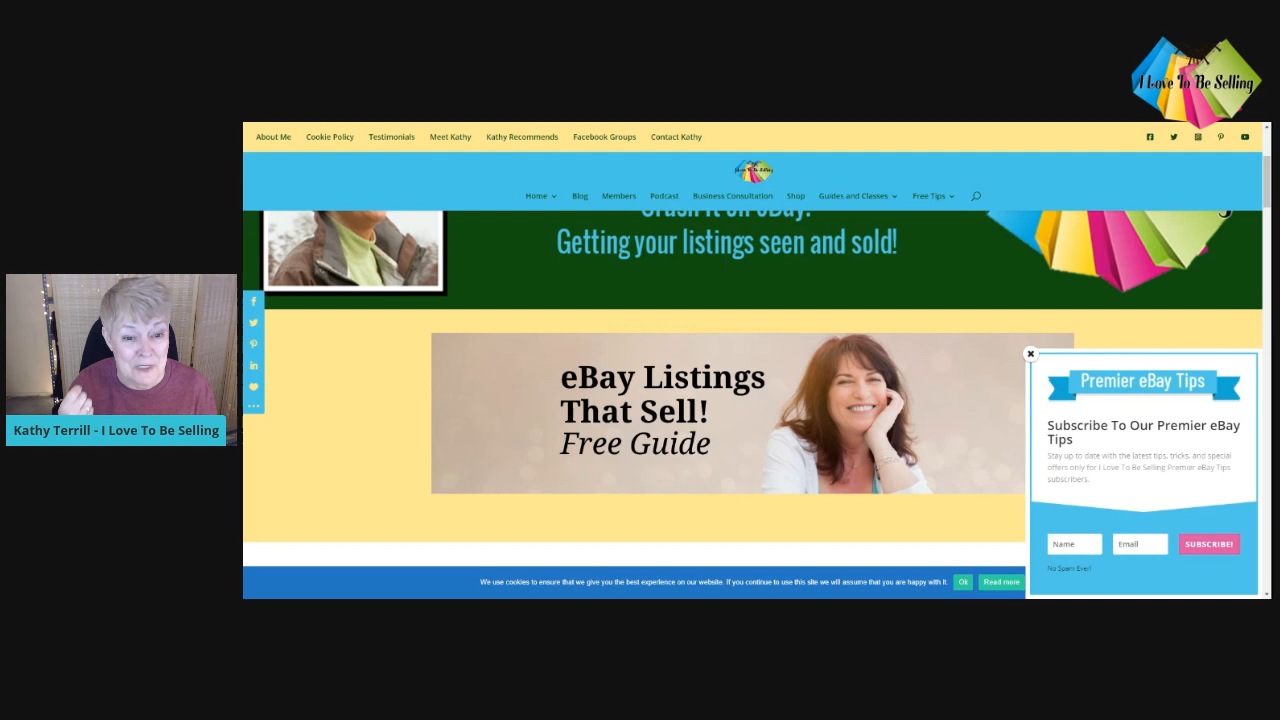 I Love To Be Selling
About Me Cookie Policy Testimonials Meet Kathy Kathy Recommends Facebook Groups Contact Kathy
Home Blog Members Podcast Business Consultation Shop Guides and Classes Free Tips
Crush it on eBay!
Getting your listings seen and sold!
eBay Listings
That Sell!
Free Guide
Premier eBay Tips
Subscribe To Our Premier eBay
Tips
Stay up to date with the latest tips, tricks, and special
offers only for I Love To Be Selling Premier eBay Tips
subscribers.
Name Email SUBSCRIBE!
No Spam Ever!
Kathy Terrill - I Love To Be Selling
We use cookies to ensure that we give you the best experience on our website. If you continue to use this site we will assume that you are happy with it. Ok Read more